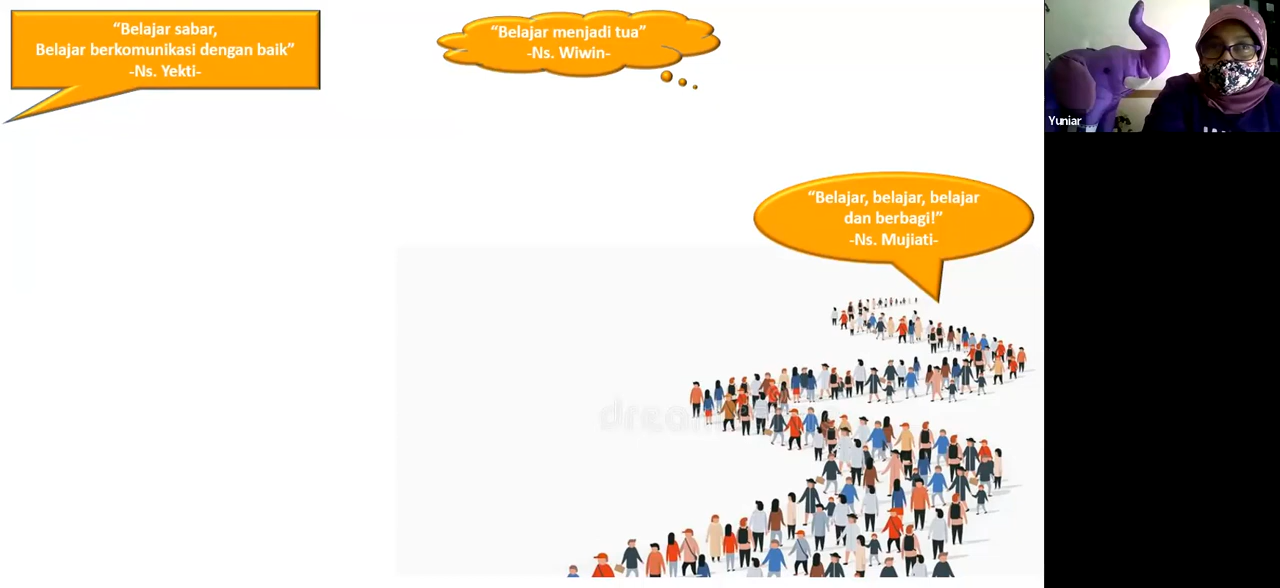 “Belajar sabar,
Belajar berkomunikasi dengan baik”
-Ns. Yekti-
“Belajar menjadi tua”
-Ns. Wiwin-
Yuniar
“Belajar, belajar, belajar
dan berbagi!”
-Ns. Mujiati-